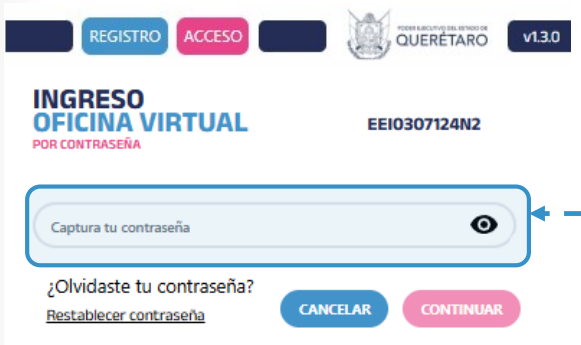 REGISTRO ACCESO
PODER EJECUTIVO DEL ESTADO DE
QUERÉTARO
v1.3.0
INGRESO
OFICINA VIRTUAL
POR CONTRASEÑA
EEI0307124N2
Captura tu contraseña
¿Olvidaste tu contraseña?
Restablecer contraseña
CANCELAR CONTINUAR